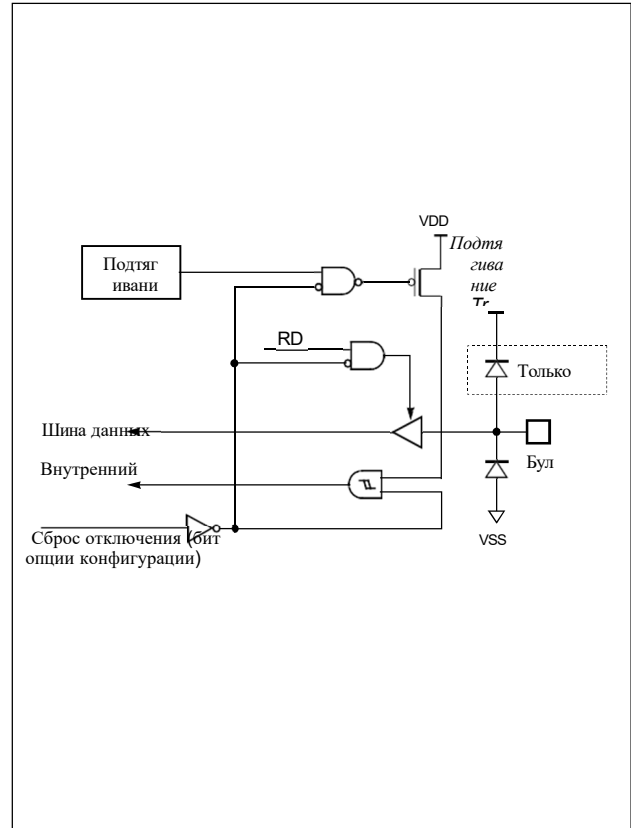 VDD
Подтя
гива
ние
Подтяг
ивани
RD
Только
Шина данных
Бул
Внутренний
Сброс отключения (бит
опции конфигурации)
VSS